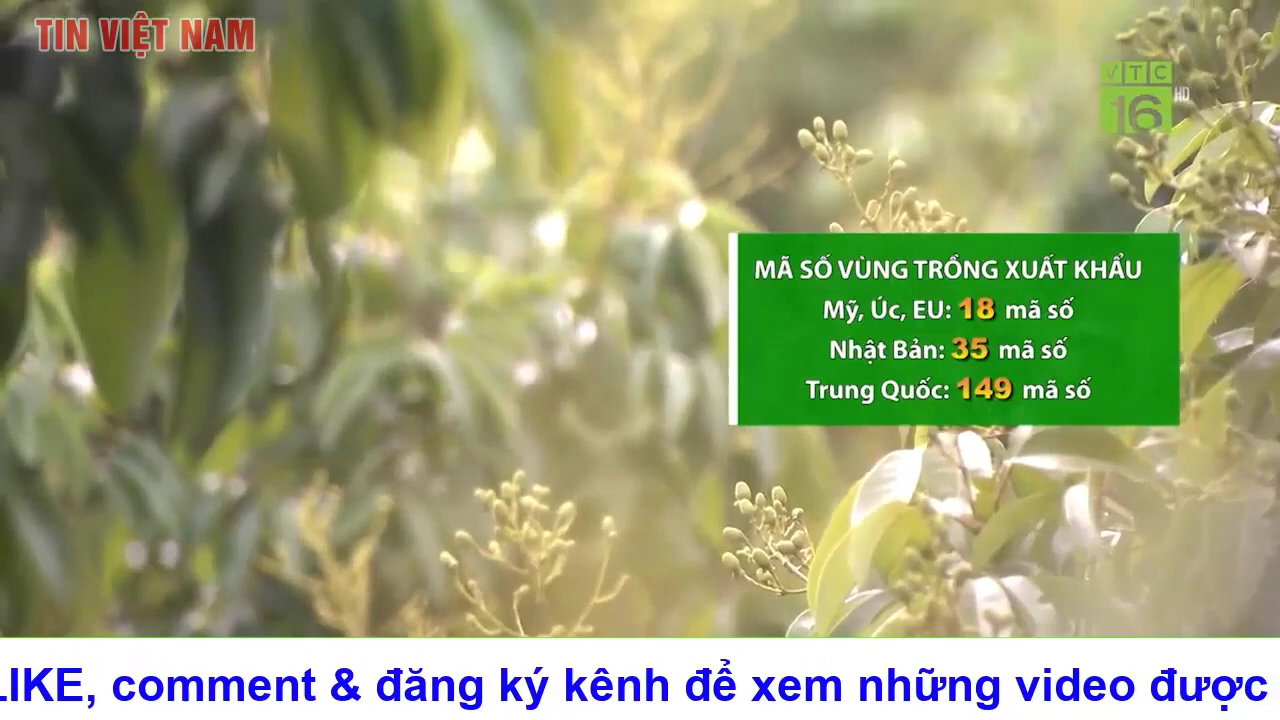 TIN VIỆT NAM
VTC
16 HD
MÃ SỐ VÙNG TRỒNG XUẤT KHẨU
Mỹ, Úc, EU: 18 mã số
Nhật Bản: 35 mã số
Trung Quốc: 149 mã số
LIKE, comment & đăng ký kênh để xem những video được